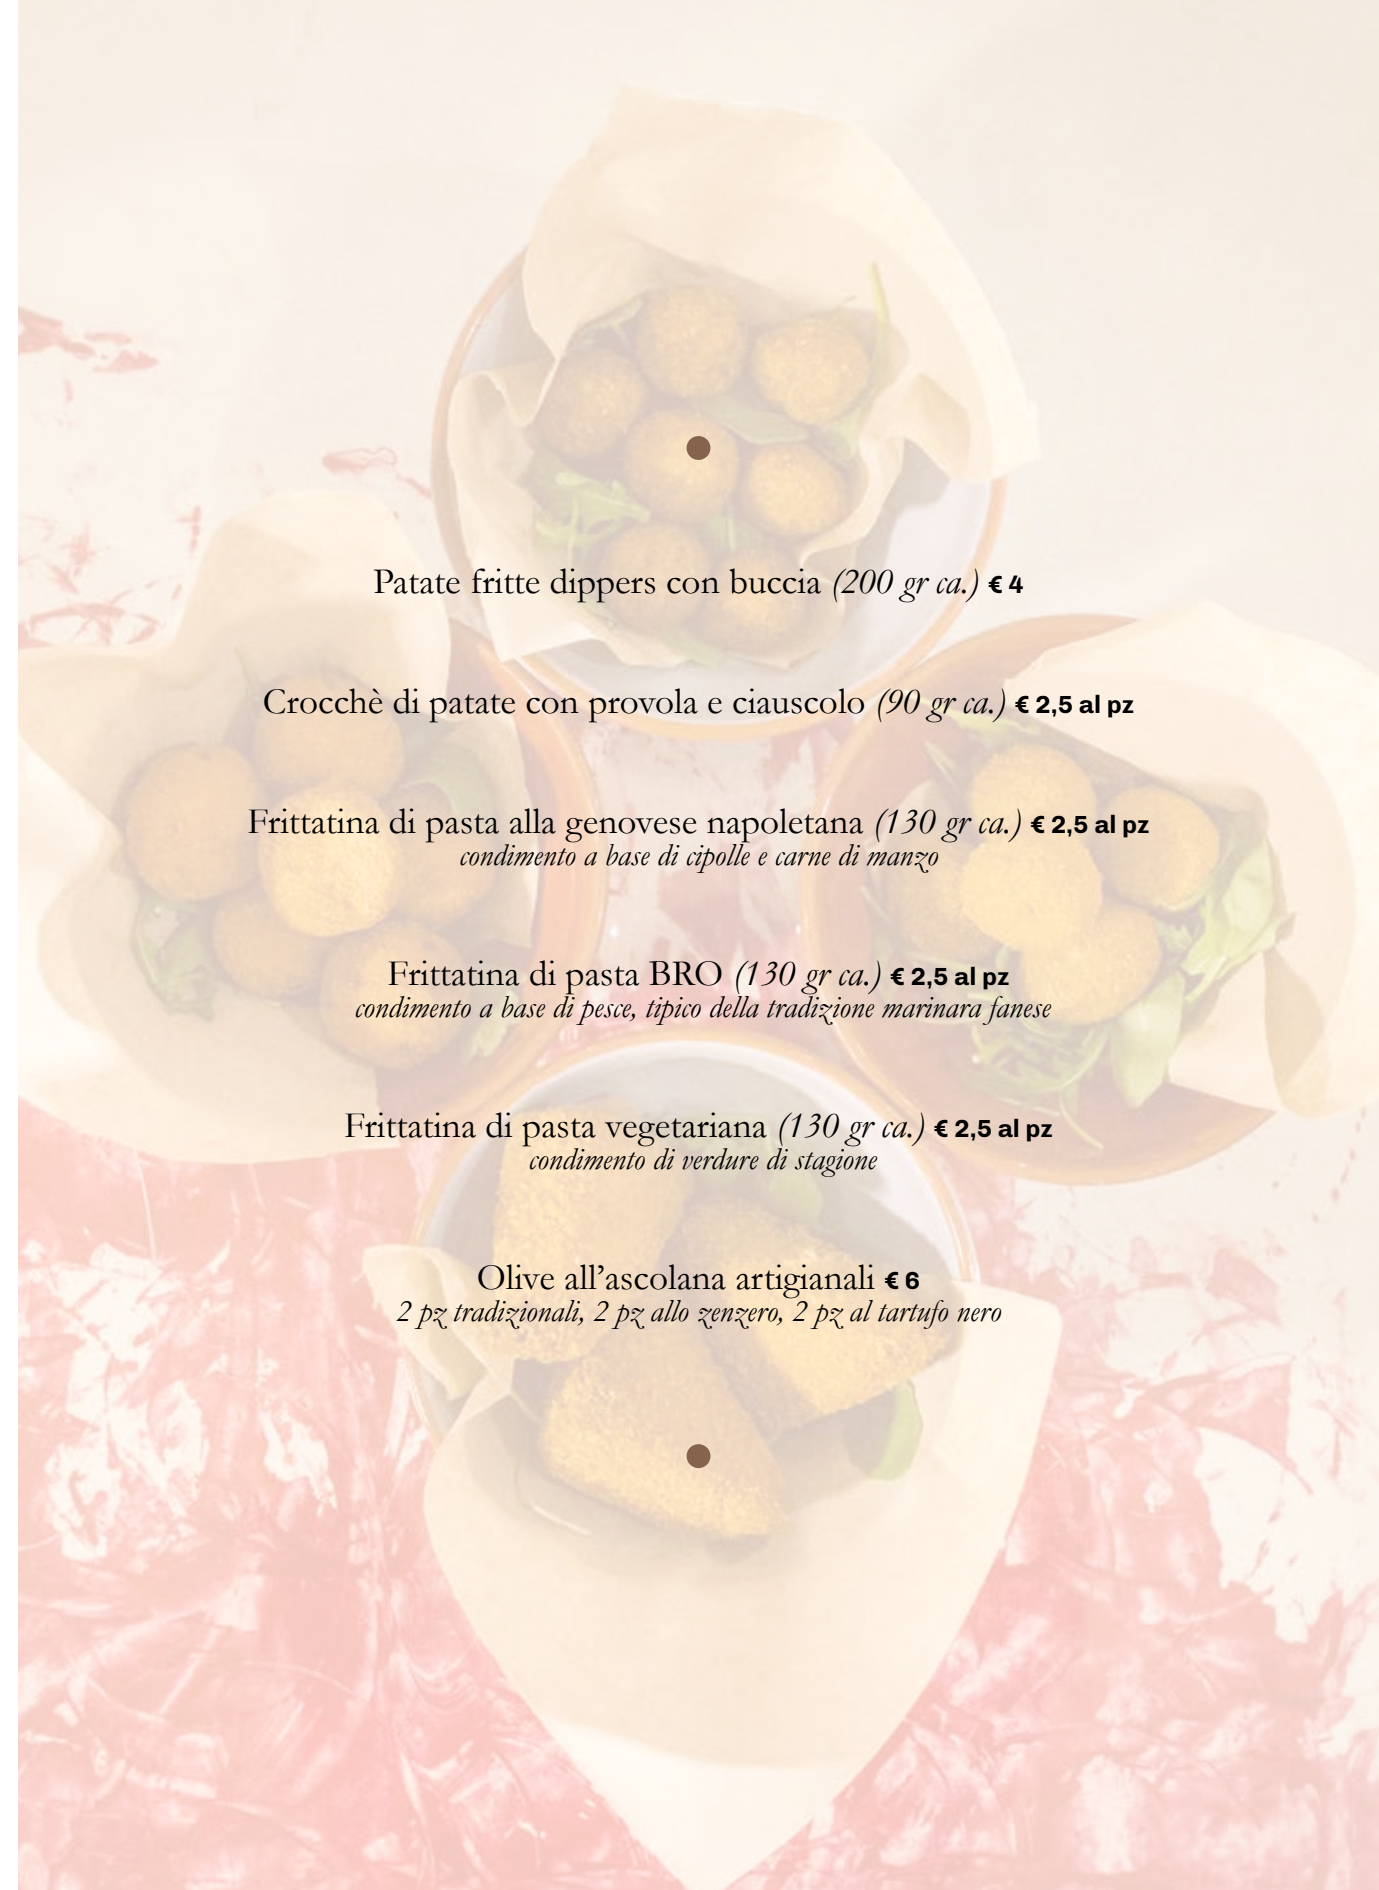 Patate fritte dippers con buccia (200 gr ca.) € 4
Crocchè di patate con provola e ciauscolo (90 gr ca.) € 2,5 al pz
Frittatina di pasta alla genovese napoletana (130 gr ca.) € 2,5 al pz
condimento a base di cipolle e carne di manzo
Frittatina di pasta BRO (130 gr ca.) € 2,5 al pz
condimento a base di pesce, tipico della tradizione marinara fanese
Frittatina di pasta vegetariana (130 gr ca.) € 2,5 al pz
condimento di verdure di stagione
Olive all’ascolana artigianali € 6
2 pz tradizionali, 2 pz allo zenzero, 2 pz al tartufo nero